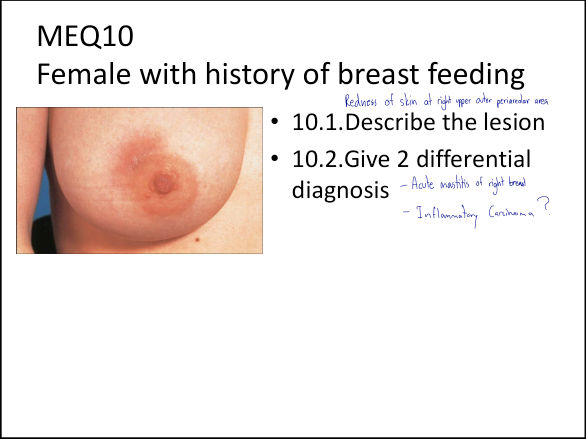 MEQ10
Female with history of breast feeding
Redness of skin at right upper outer periareolar area
• 10.1.Describe the lesion
• 10.2.Give 2 differential
diagnosis
- Acute mastitis of right breast
- Inflammatory Carcinoma ?